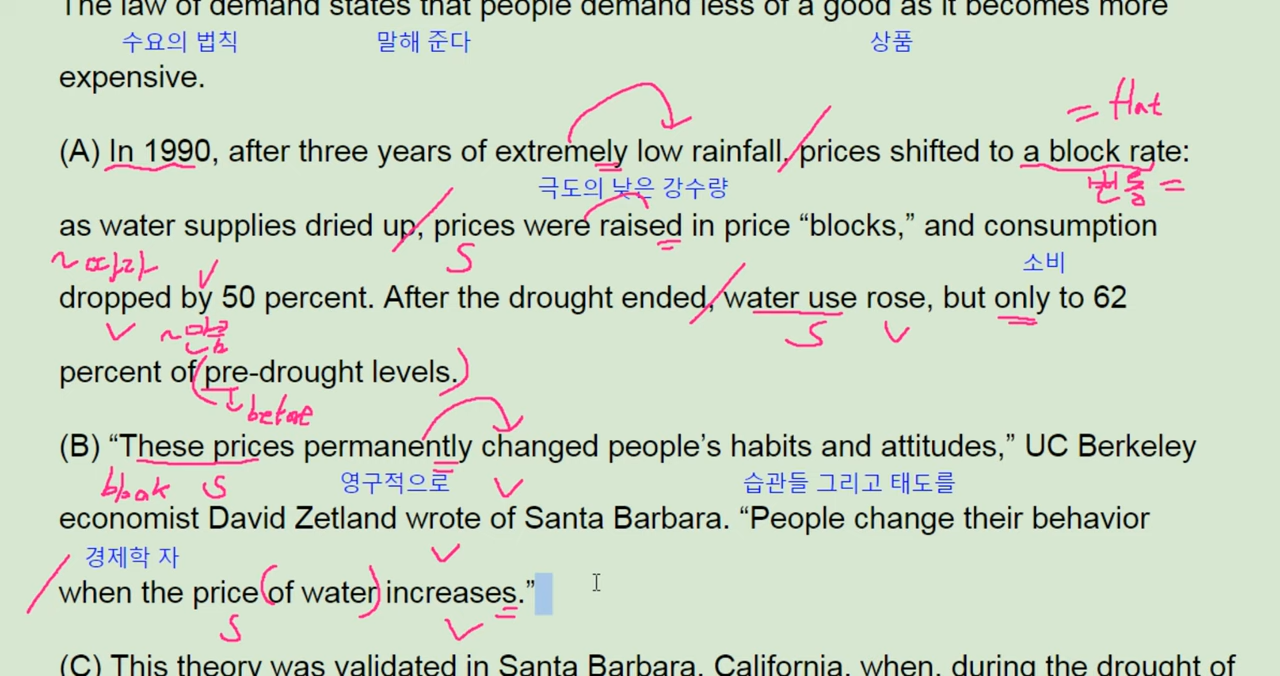 The law of demand states that people demand less of a good as it becomes more
수요의 법칙 말해 준다 상품
expensive.
= flat
(A) In 1990, after three years of extremely low rainfall, prices shifted to a block rate:
극도의 낮은 강수량 =
as water supplies dried up, prices were raised in price “blocks,” and consumption
~따라 S 소비
dropped by 50 percent. After the drought ended, water use rose, but only to 62
V ~만큼 S V
percent of pre-drought levels.
before
(B) “These prices permanently changed people’s habits and attitudes,” UC Berkeley
block S 영구적으로 V 습관들 그리고 태도를
economist David Zetland wrote of Santa Barbara. “People change their behavior
경제학 자 V
when the price (of water) increases.”
S V
(C) This theory was validated in Santa Barbara, California, when, during the drought of